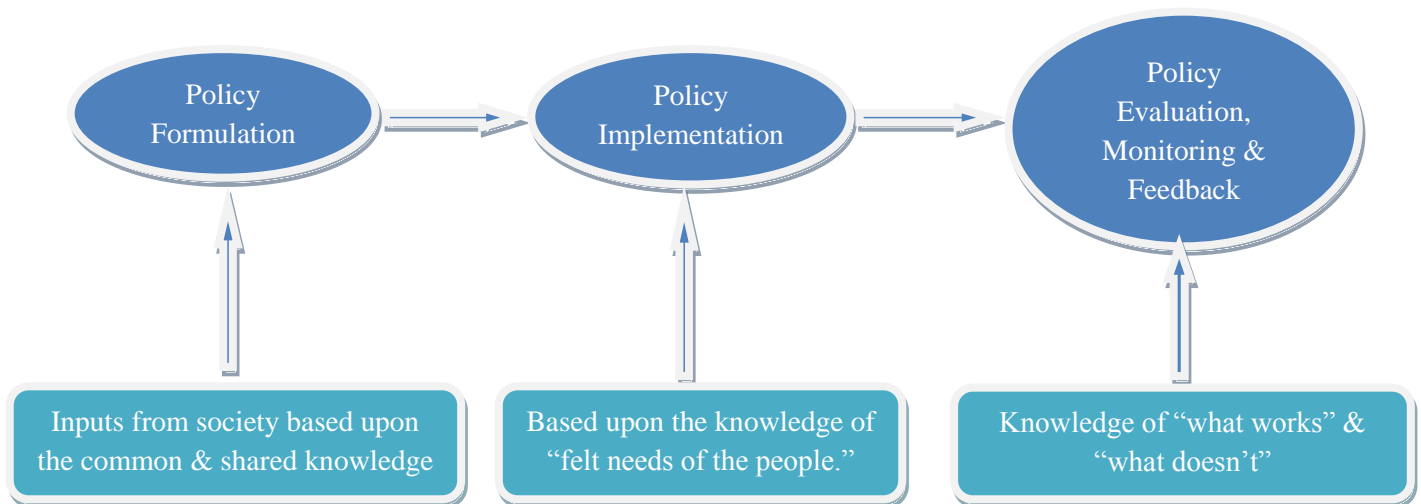 Policy
Formulation
Policy
Implementation
Policy
Evaluation,
Monitoring &
Feedback
Inputs from society based upon
the common & shared knowledge
Based upon the knowledge of
“felt needs of the people.”
Knowledge of “what works” &
“what doesn’t”